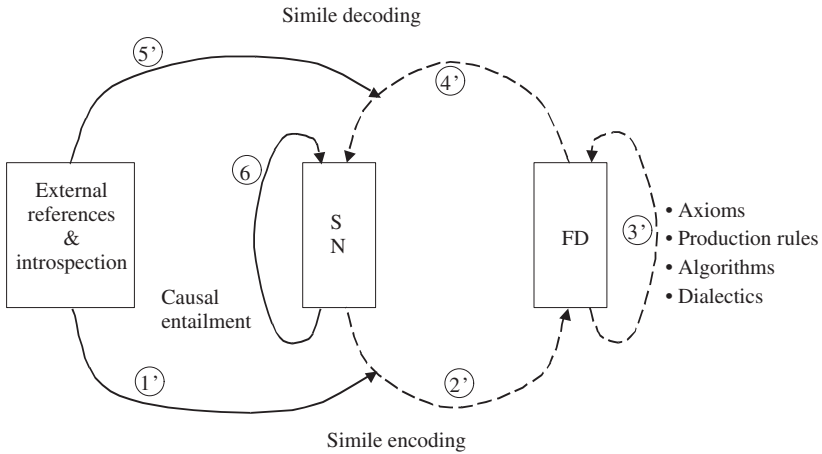 Simile decoding
5’
4’
6
External
references
&
introspection
S
N
FD
3’
• Axioms
• Production rules
• Algorithms
• Dialectics
Causal
entailment
1’
2’
Simile encoding